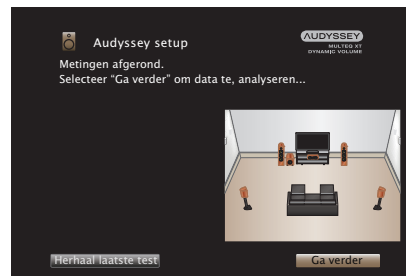 Audyssey setup
AUDYSSEY
MULTEQ XT
DYNAMIC VOLUME
Metingen afgerond.
Selecteer “Ga verder” om data te, analyseren...
Herhaal laatste test
Ga verder